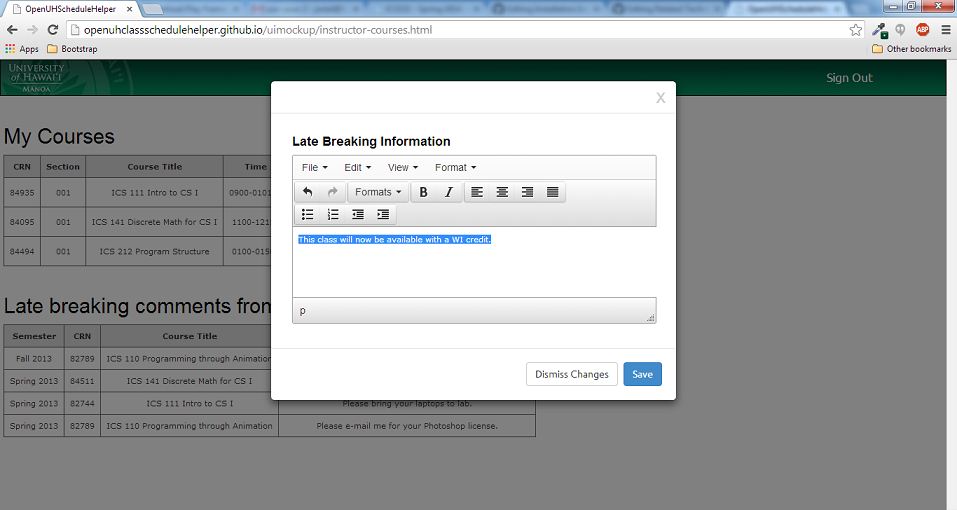 OpenUHScheduleHelper
openuhclassschedulehelper.github.io/uimockup/instructor-courses.html
ABP
Apps Bootstrap Other bookmarks
UNIVERSITY
of HAWAI'I
MĀNOA
Sign Out
X
My Courses
Late Breaking Information
CRN Section Course Title Time
File Edit View Format
84935 001 ICS 111 Intro to CS I
Formats B I
84095 001 ICS 141 Discrete Math for CS I
84494 001 ICS 212 Program Structure
This class will now be available with a WI credit.
Late breaking comments from
p
Semester CRN Course Title
Fall 2013 82789 ICS 110 Programming through Animation
Spring 2013 84511 ICS 141 Discrete Math for CS I
Dismiss Changes Save
Spring 2013 82744 ICS 111 Intro to CS I Please bring your laptops to lab.
Spring 2013 82789 ICS 110 Programming through Animation Please e-mail me for your Photoshop license.